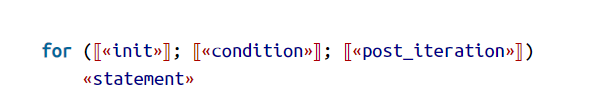 for (⟦«init»⟧; ⟦«condition»⟧; ⟦«post_iteration»⟧)
«statement»